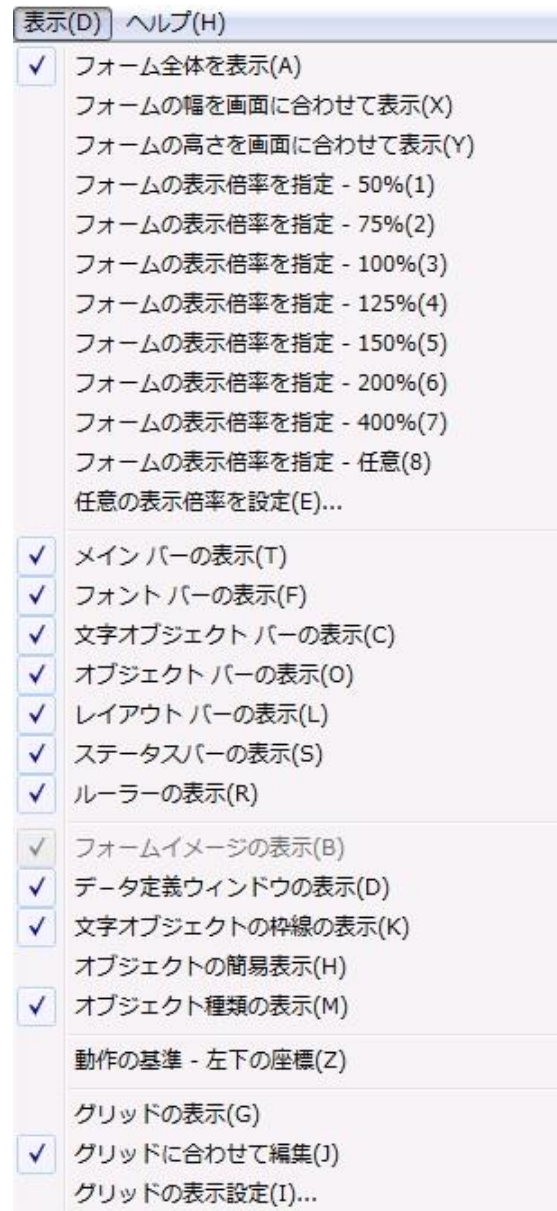 表示(D) ヘルプ(H)
フォーム全体を表示(A)
フォームの幅を画面に合わせて表示(X)
フォームの高さを画面に合わせて表示(Y)
フォームの表示倍率を指定 - 50%(1)
フォームの表示倍率を指定 - 75%(2)
フォームの表示倍率を指定 - 100%(3)
フォームの表示倍率を指定 - 125%(4)
フォームの表示倍率を指定 - 150%(5)
フォームの表示倍率を指定 - 200%(6)
フォームの表示倍率を指定 - 400%(7)
フォームの表示倍率を指定 - 任意(8)
任意の表示倍率を設定(E)...
メイン バーの表示(T)
フォント バーの表示(F)
文字オブジェクト バーの表示(C)
オブジェクト バーの表示(O)
レイアウト バーの表示(L)
ステータスバーの表示(S)
ルーラーの表示(R)
フォームイメージの表示(B)
データ定義ウィンドウの表示(D)
文字オブジェクトの枠線の表示(K)
オブジェクトの簡易表示(H)
オブジェクト種類の表示(M)
動作の基準 - 左下の座標(Z)
グリッドの表示(G)
グリッドに合わせて編集(J)
グリッドの表示設定(I)...